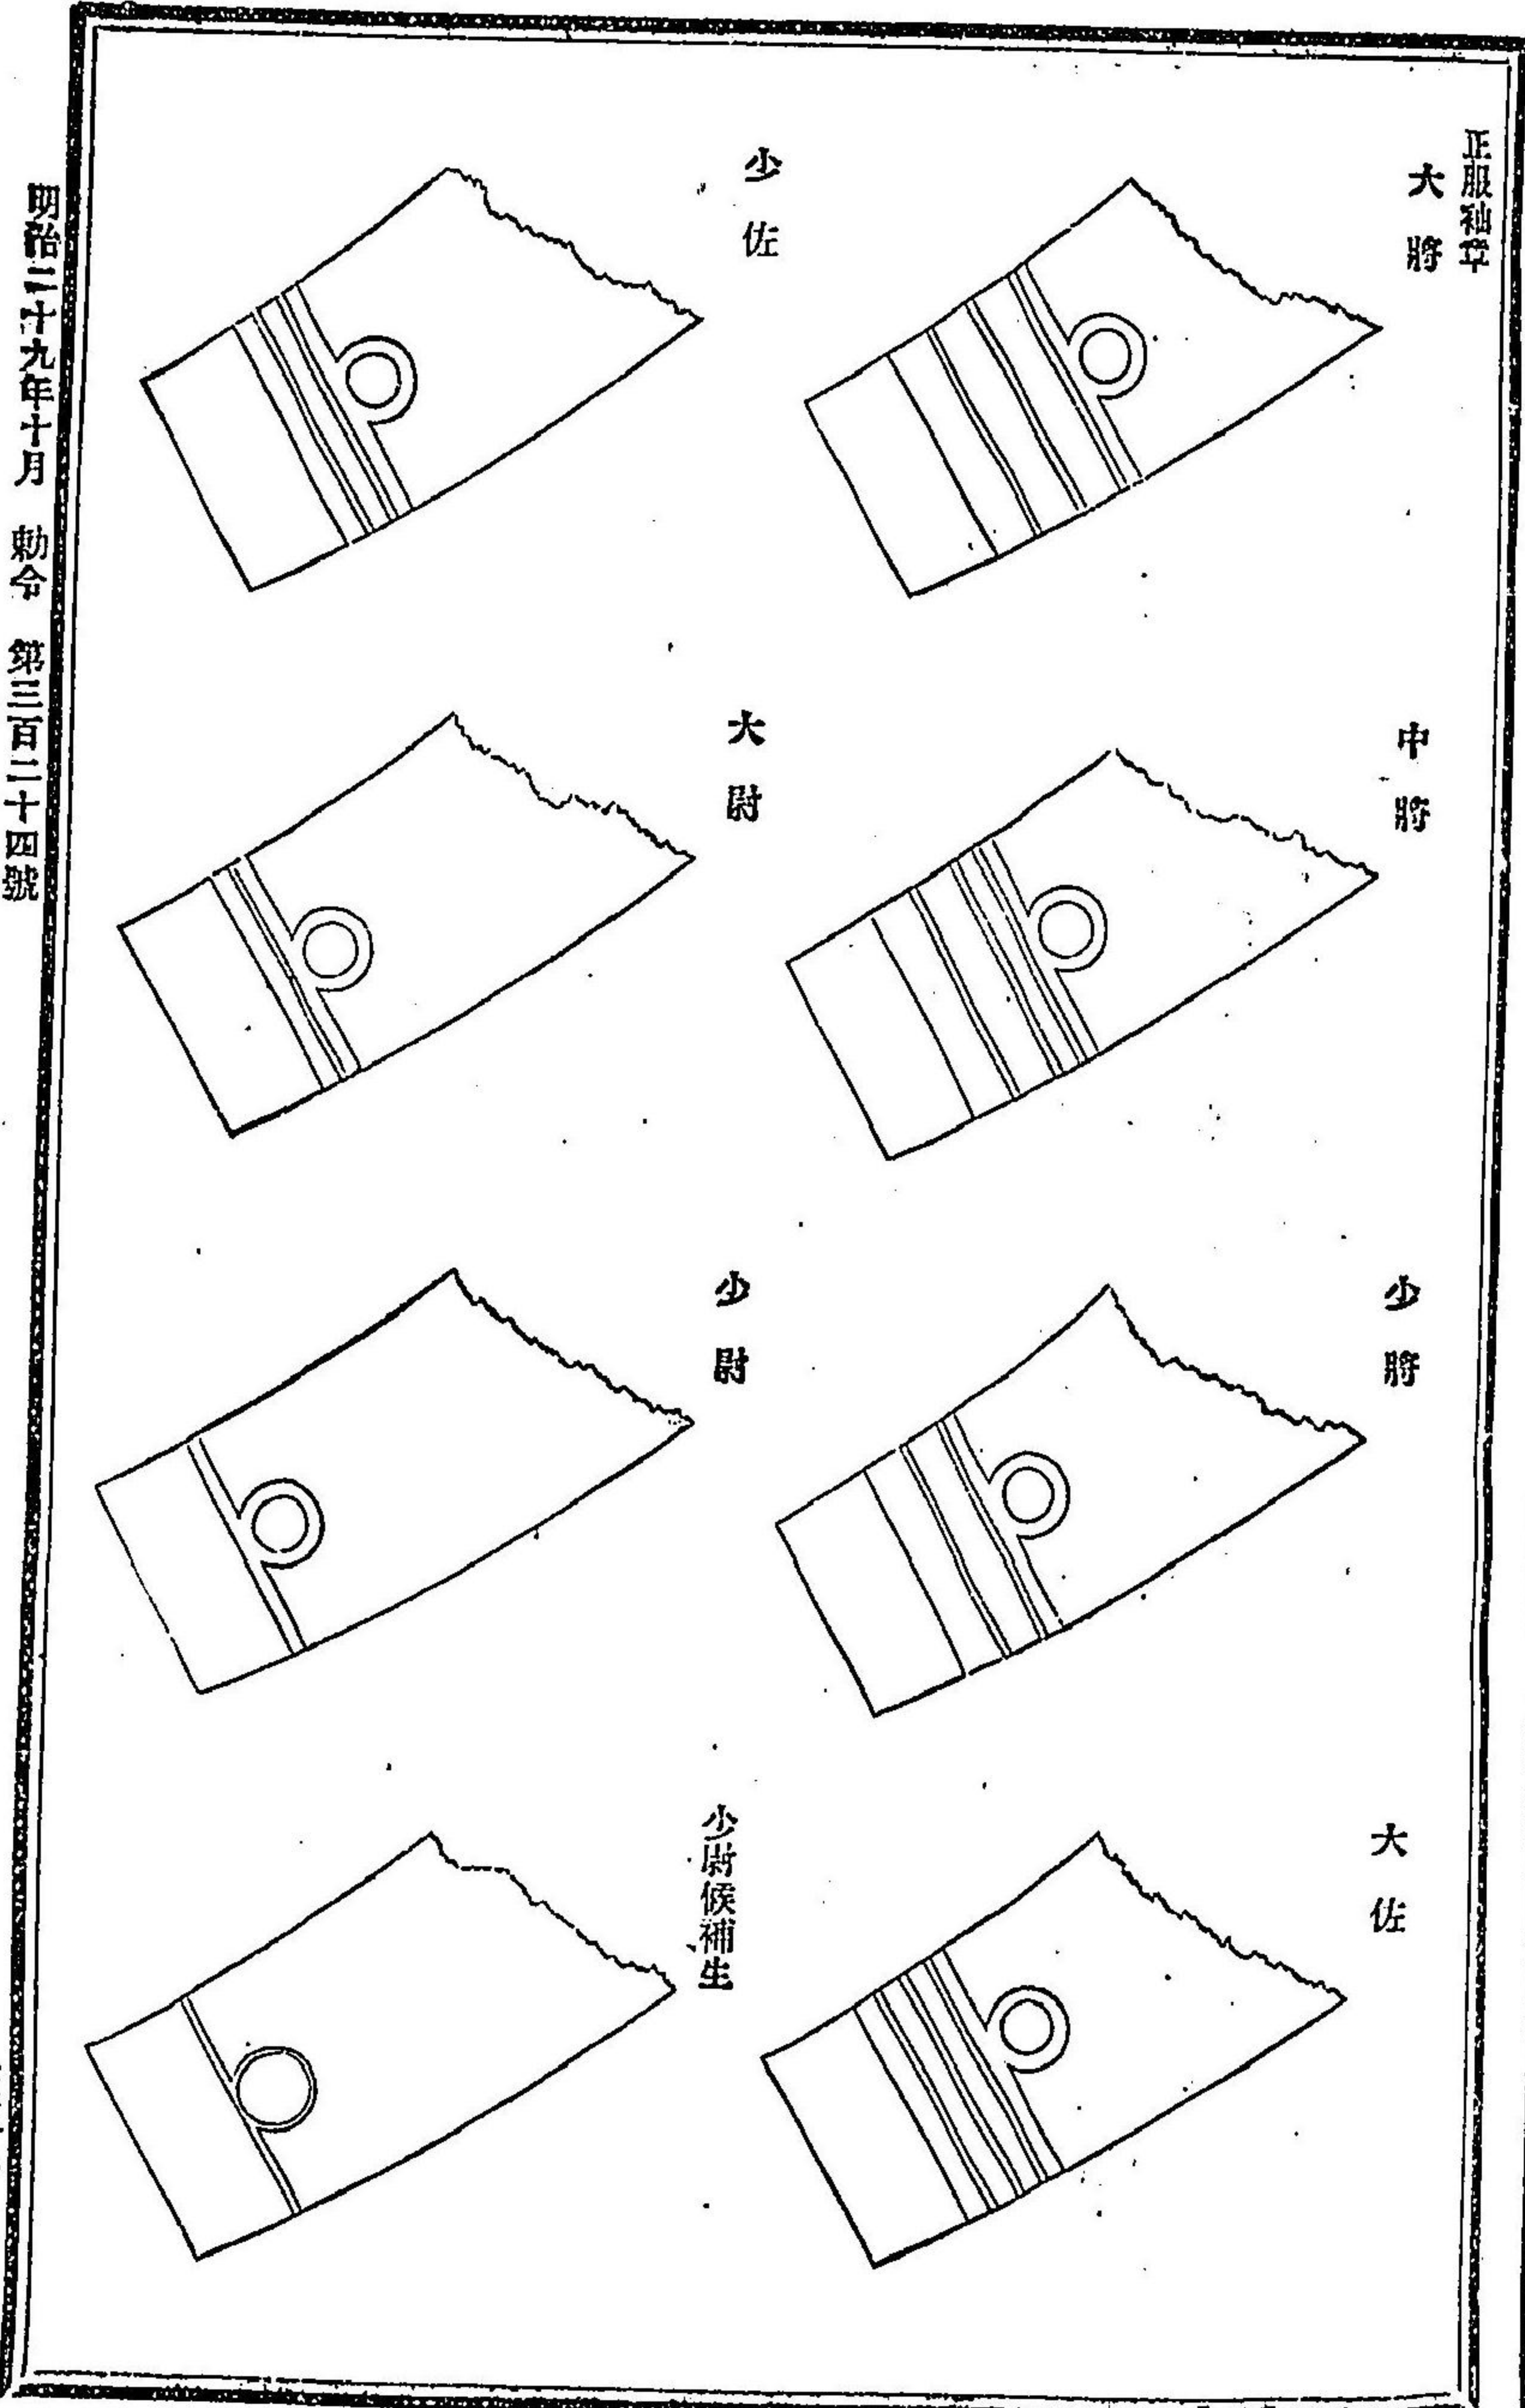 正服袖章
大將
中將
少將
大佐
少佐
大尉
少尉
少尉候補生
明治二十九年十月 勅令 第三百二十四號